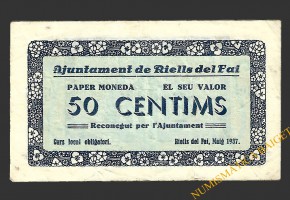 Ajuntament de Riells del Fai
PAPER MONEDA EL SEU VALOR
50 CENTIMS
Reconegut per l'Ajuntament
Curs local obligatori. Riells del Fai, Maig 1937.